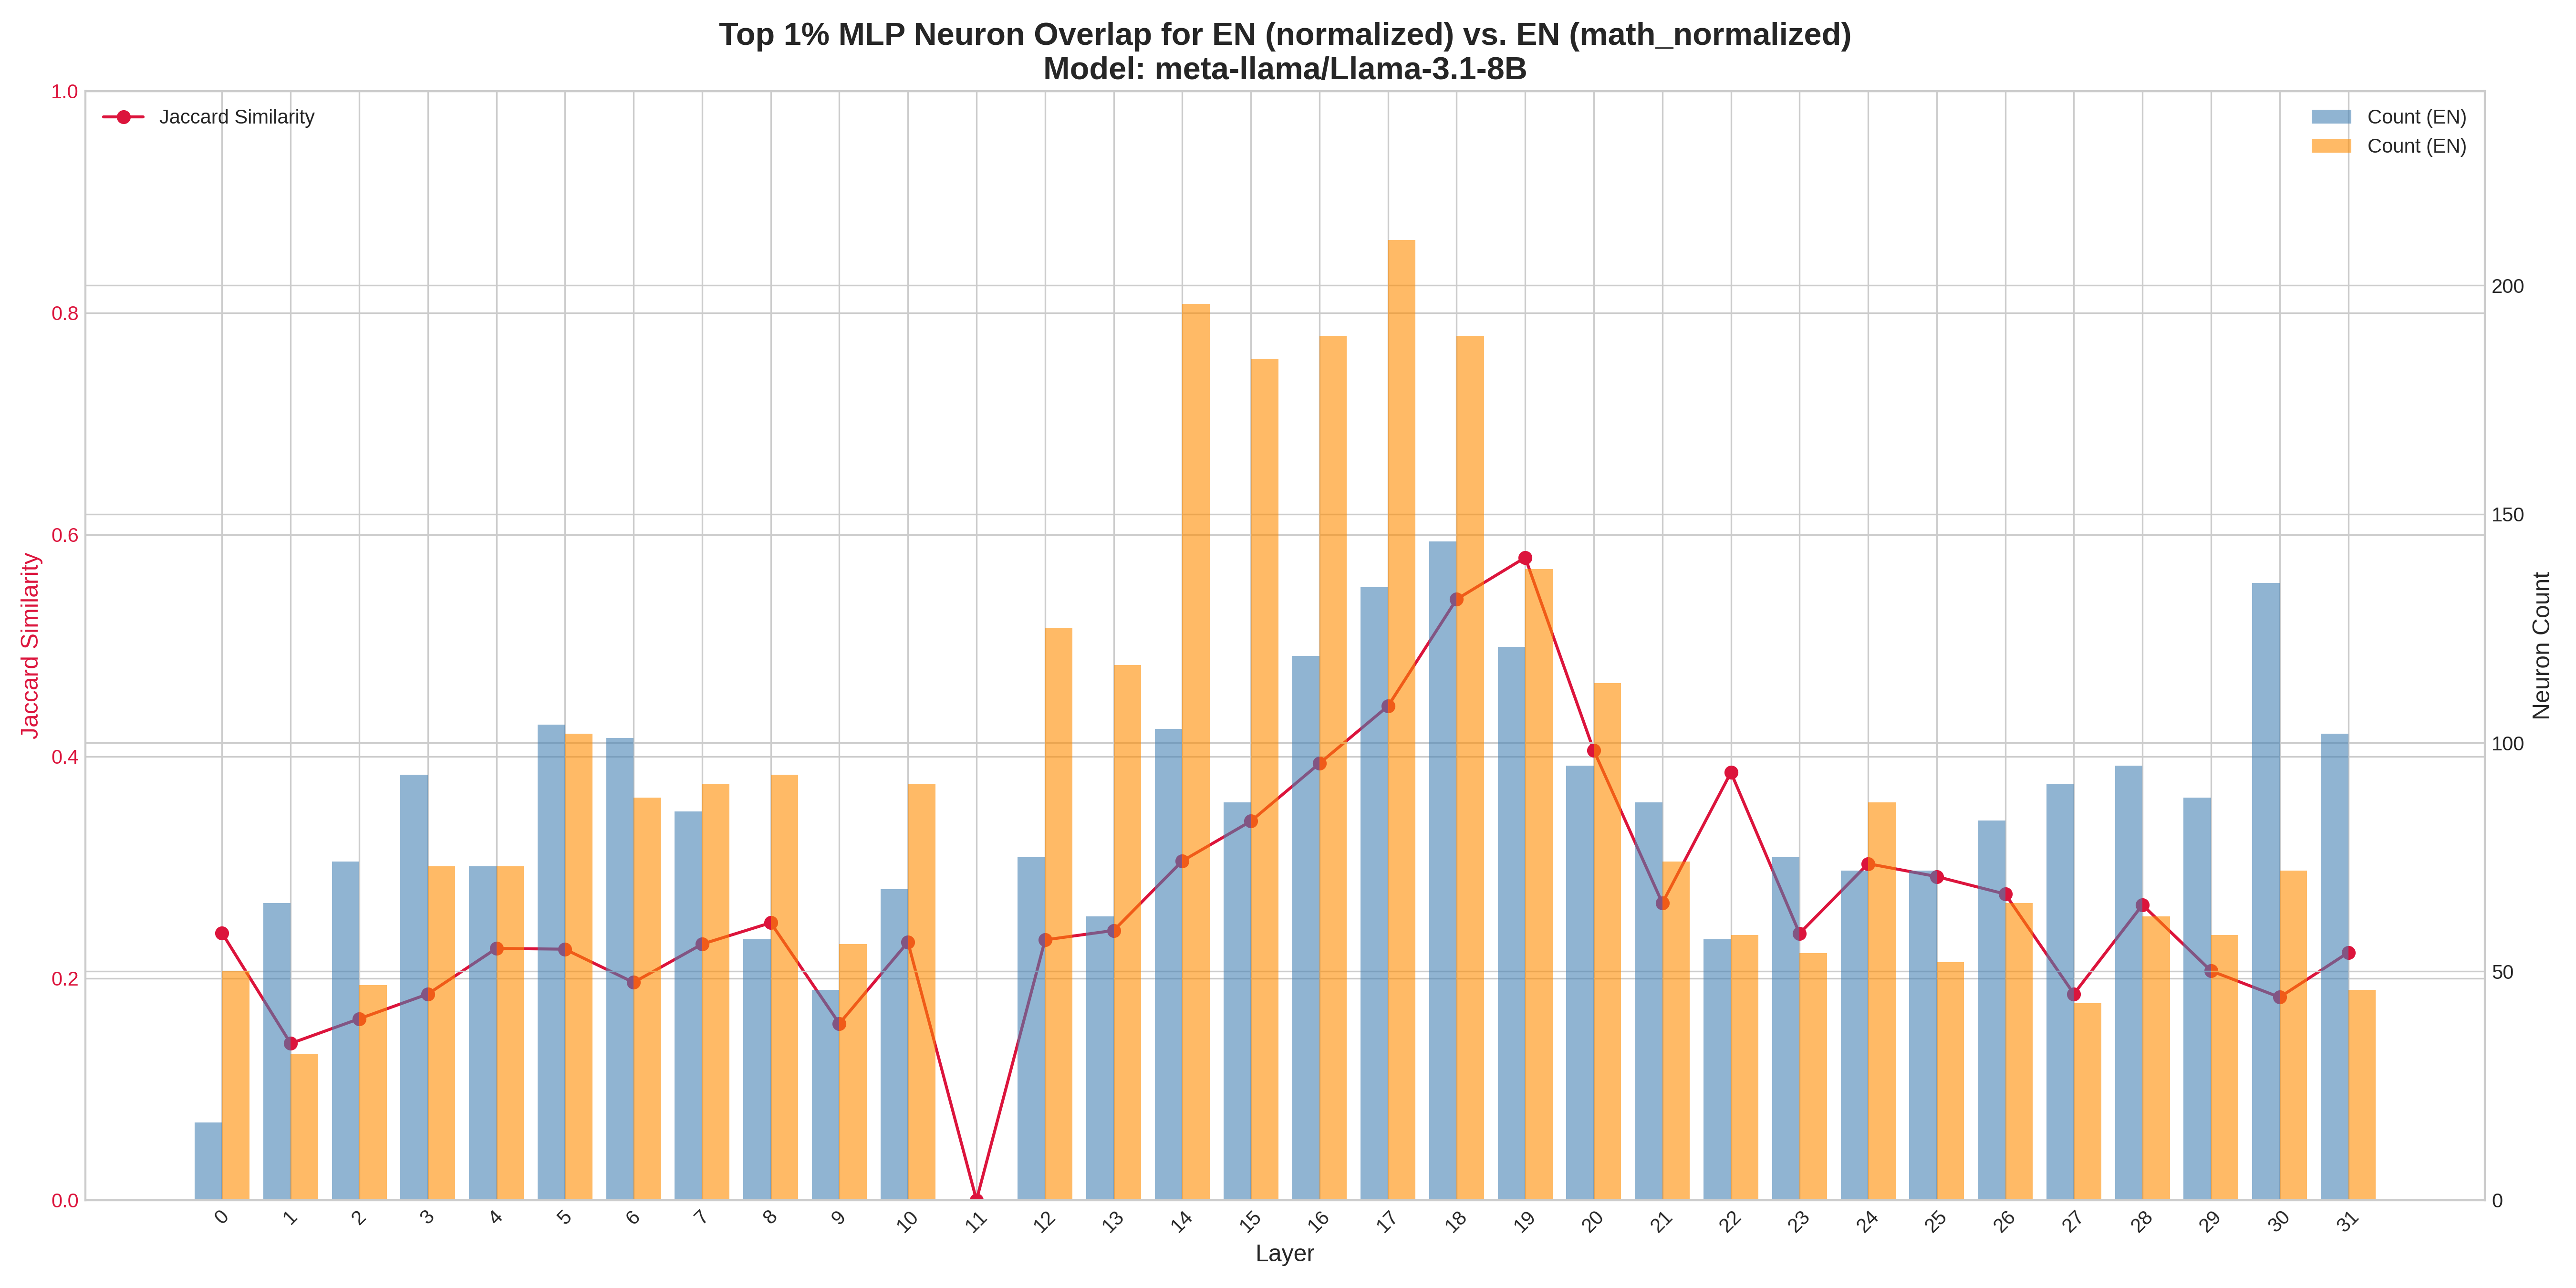 Top 1% MLP Neuron Overlap for EN (normalized) vs. EN (math_normalized)
Model: meta-llama/Llama-3.1-8B
Jaccard Similarity
Count (EN)
Count (EN)
Jaccard Similarity
1.0
0.8
0.6
0.4
0.2
0.0
Neuron Count
200
150
100
50
0
0 1 2 3 4 5 6 7 8 9 10 11 12 13 14 15 16 17 18 19 20 21 22 23 24 25 26 27 28 29 30 31
Layer